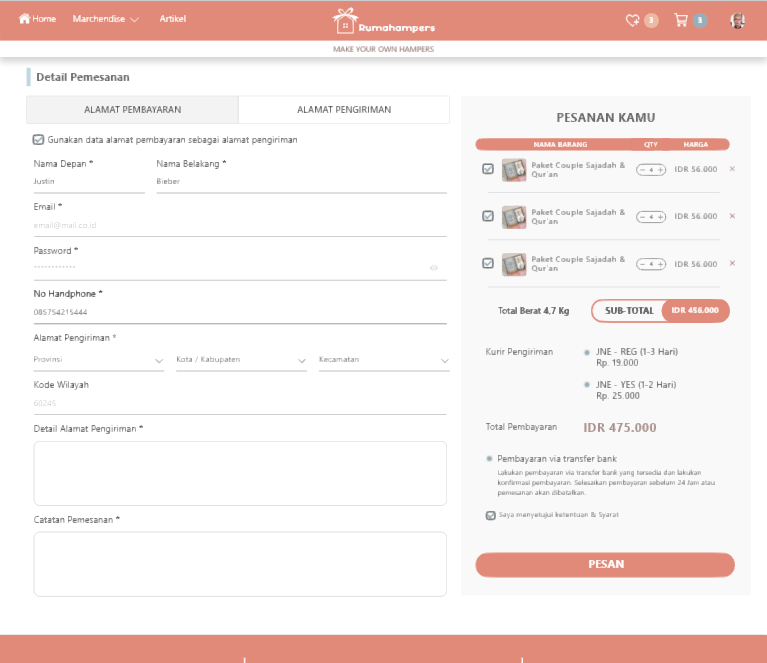 Home
Marchendise
Artikel
Rumahampers
3
3
MAKE YOUR OWN HAMPERS
Detail Pemesanan
ALAMAT PEMBAYARAN
ALAMAT PENGIRIMAN
Gunakan data alamat pembayaran sebagai alamat pengiriman
Nama Depan *
Nama Belakang *
Justin
Bieber
Email *
email@mail.co.id
Password *
************
No Handphone *
085754215444
Alamat Pengiriman *
Provinsi
Kota / Kabupaten
Kecamatan
Kode Wilayah
60245
Detail Alamat Pengiriman *
Catatan Pemesanan *
PESANAN KAMU
NAMA BARANG QTY HARGA
Paket Couple Sajadah &
Qur'an
− 4 + IDR 56.000 ×
Paket Couple Sajadah &
Qur'an
− 4 + IDR 56.000 ×
Paket Couple Sajadah &
Qur'an
− 4 + IDR 56.000 ×
Total Berat 4,7 Kg
SUB-TOTAL IDR 456.000
Kurir Pengiriman
JNE - REG (1-3 Hari)
Rp. 19.000
JNE - YES (1-2 Hari)
Rp. 25.000
Total Pembayaran
IDR 475.000
Pembayaran via transfer bank
Lakukan pembayaran via transfer bank yang tersedia dan lakukan
konfirmasi pembayaran. Selesaikan pembayaran sebelum 24 Jam atau
pemesanan akan dibatalkan.
Saya menyetujui ketentuan & Syarat
PESAN